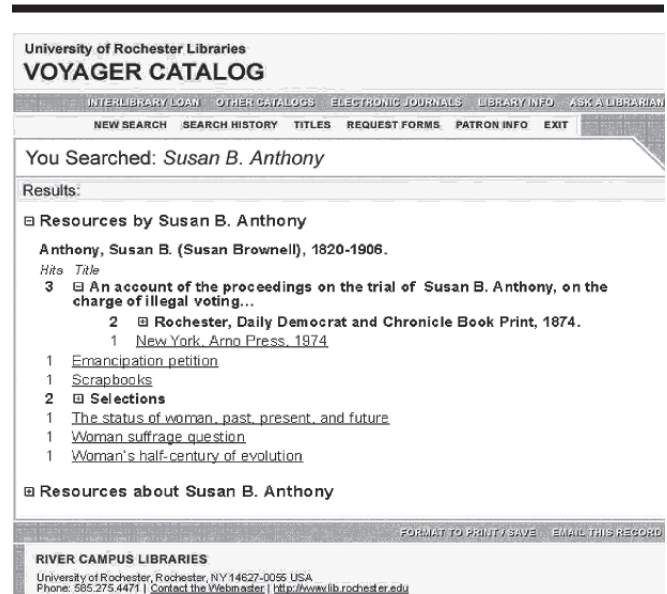 University of Rochester Libraries
VOYAGER CATALOG
INTERLIBRARY LOAN OTHER CATALOGS ELECTRONIC JOURNALS LIBRARY INFO ASK A LIBRARIAN
NEW SEARCH SEARCH HISTORY TITLES REQUEST FORMS PATRON INFO EXIT
You Searched: Susan B. Anthony
Results:
⊟ Resources by Susan B. Anthony
Anthony, Susan B. (Susan Brownell), 1820-1906.
Hits Title
3 ⊟ An account of the proceedings on the trial of Susan B. Anthony, on the
charge of illegal voting...
2 ⊞ Rochester, Daily Democrat and Chronicle Book Print, 1874.
1 New York, Arno Press, 1974
1 Emancipation petition
1 Scrapbooks
2 ⊞ Selections
1 The status of woman, past, present, and future
1 Woman suffrage question
1 Woman's half-century of evolution
⊞ Resources about Susan B. Anthony
FORMAT TO PRINT / SAVE EMAIL THIS RECORD
RIVER CAMPUS LIBRARIES
University of Rochester, Rochester, NY 14627-0055 USA
Phone: 585.275.4471 | Contact the Webmaster | http://www.lib.rochester.edu